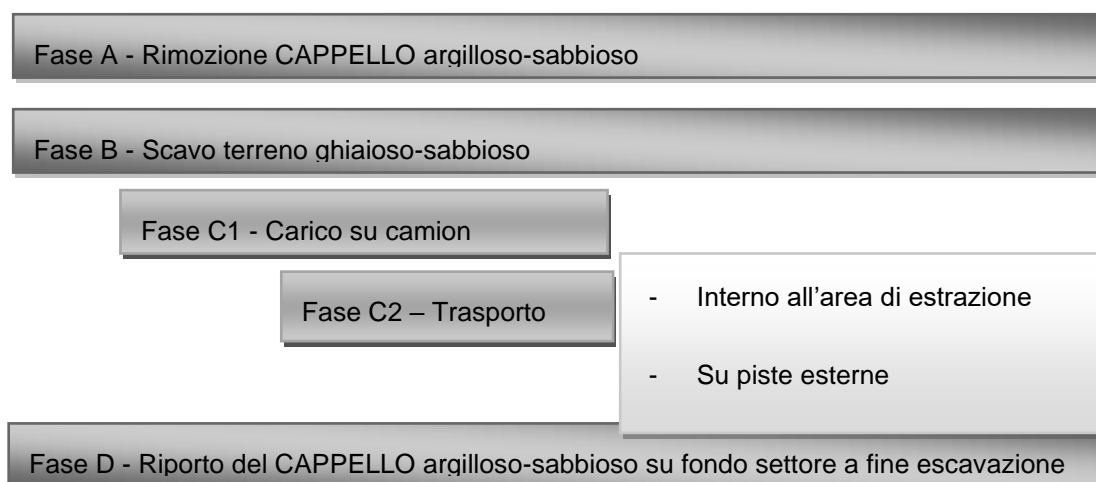 Fase A - Rimozione CAPPELLO argilloso-sabbioso
Fase B - Scavo terreno ghiaioso-sabbioso
Fase C1 - Carico su camion
Fase C2 – Trasporto
- Interno all’area di estrazione
- Su piste esterne
Fase D - Riporto del CAPPELLO argilloso-sabbioso su fondo settore a fine escavazione